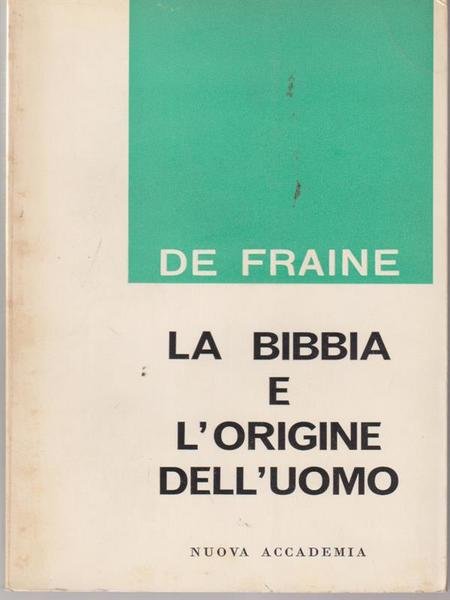 DE FRAINE
LA BIBBIA
E
L'ORIGINE
DELL'UOMO
NUOVA ACCADEMIA